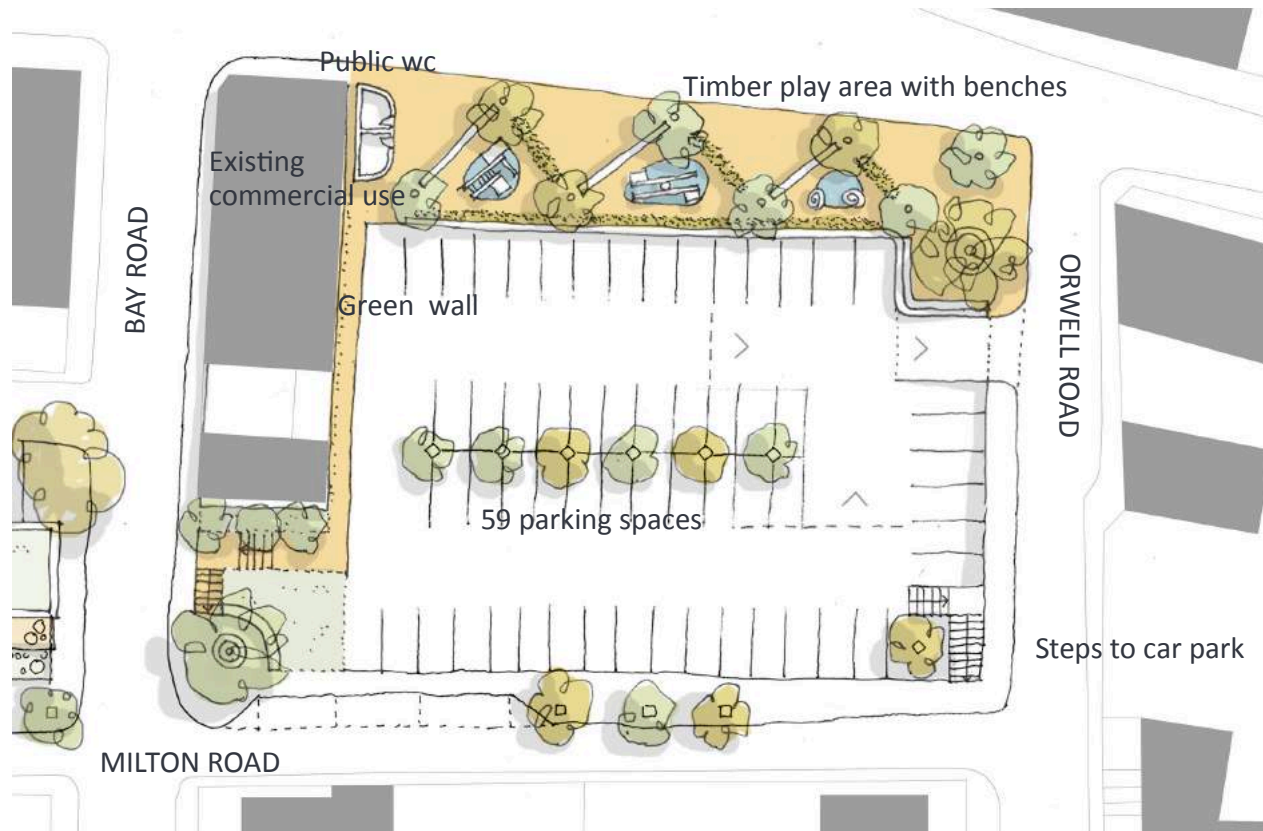 Public wc
Timber play area with benches
Existing
commercial use
BAY ROAD
Green wall
ORWELL ROAD
59 parking spaces
Steps to car park
MILTON ROAD